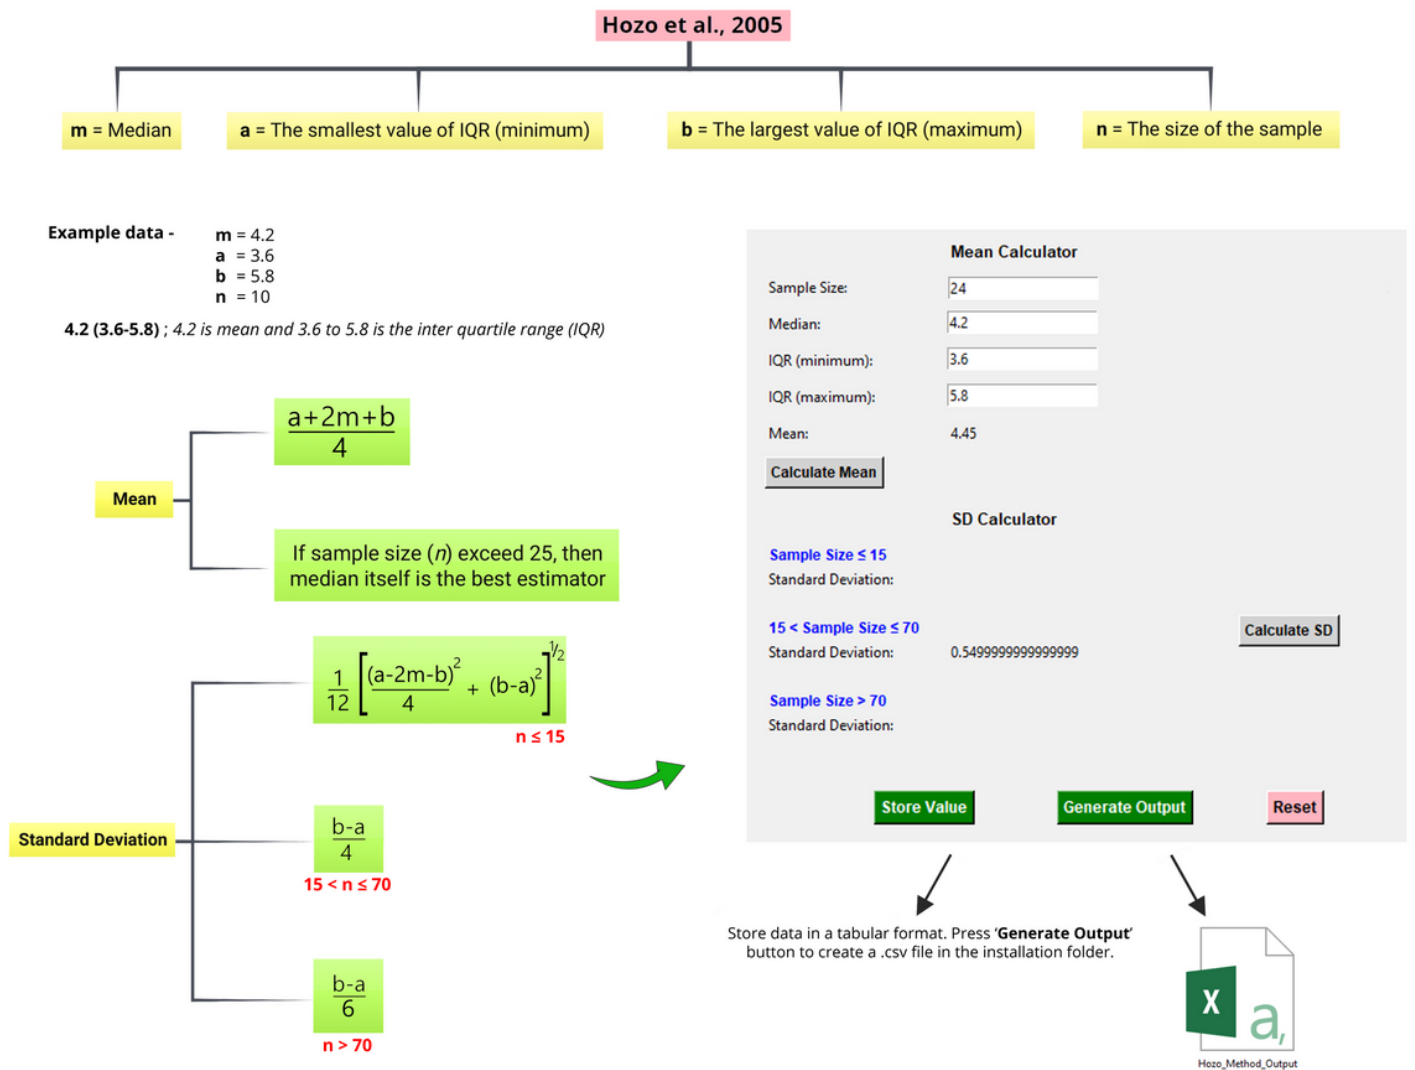 Hozo et al., 2005
m = Median
a = The smallest value of IQR (minimum)
b = The largest value of IQR (maximum)
n = The size of the sample
Example data -
m = 4.2
a = 3.6
b = 5.8
n = 10
4.2 (3.6-5.8) ; 4.2 is mean and 3.6 to 5.8 is the inter quartile range (IQR)
Mean
a+2m+b
4
If sample size (n) exceed 25, then
median itself is the best estimator
Standard Deviation
1/12 [(a-2m-b)²/4 + (b-a)²]^1/2
n ≤ 15
b-a
4
15 < n ≤ 70
b-a
6
n > 70
Mean Calculator
Sample Size: 24
Median: 4.2
IQR (minimum): 3.6
IQR (maximum): 5.8
Mean: 4.45
Calculate Mean
SD Calculator
Sample Size ≤ 15
Standard Deviation:
15 < Sample Size ≤ 70
Calculate SD
Standard Deviation: 0.5499999999999999
Sample Size > 70
Standard Deviation:
Store Value
Generate Output
Reset
Store data in a tabular format. Press 'Generate Output'
button to create a .csv file in the installation folder.
X
a,
Hozo_Method_Output